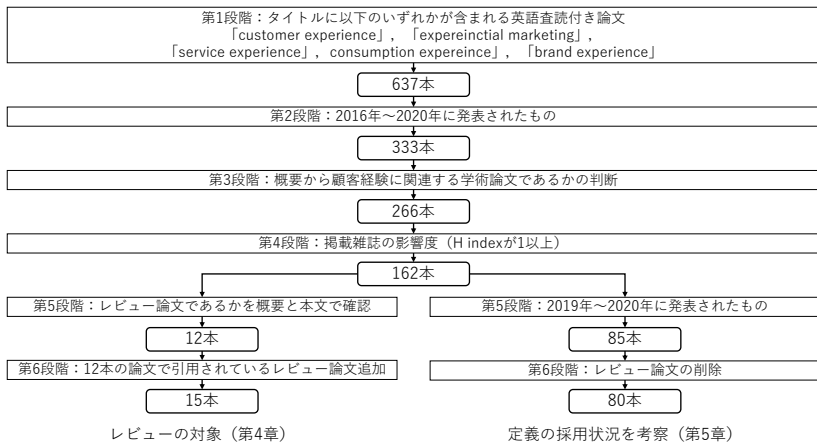 第1段階：タイトルに以下のいずれかが含まれる英語査読付き論文
「customer experience」，「expereinctial marketing」，
「service experience」，consumption expereince」，「brand experience」
637本
第2段階：2016年～2020年に発表されたもの
333本
第3段階：概要から顧客経験に関連する学術論文であるかの判断
266本
第4段階：掲載雑誌の影響度（H indexが1以上）
162本
第5段階：レビュー論文であるかを概要と本文で確認
12本
第6段階：12本の論文で引用されているレビュー論文追加
15本
レビューの対象（第4章）
第5段階：2019年～2020年に発表されたもの
85本
第6段階：レビュー論文の削除
80本
定義の採用状況を考察（第5章）